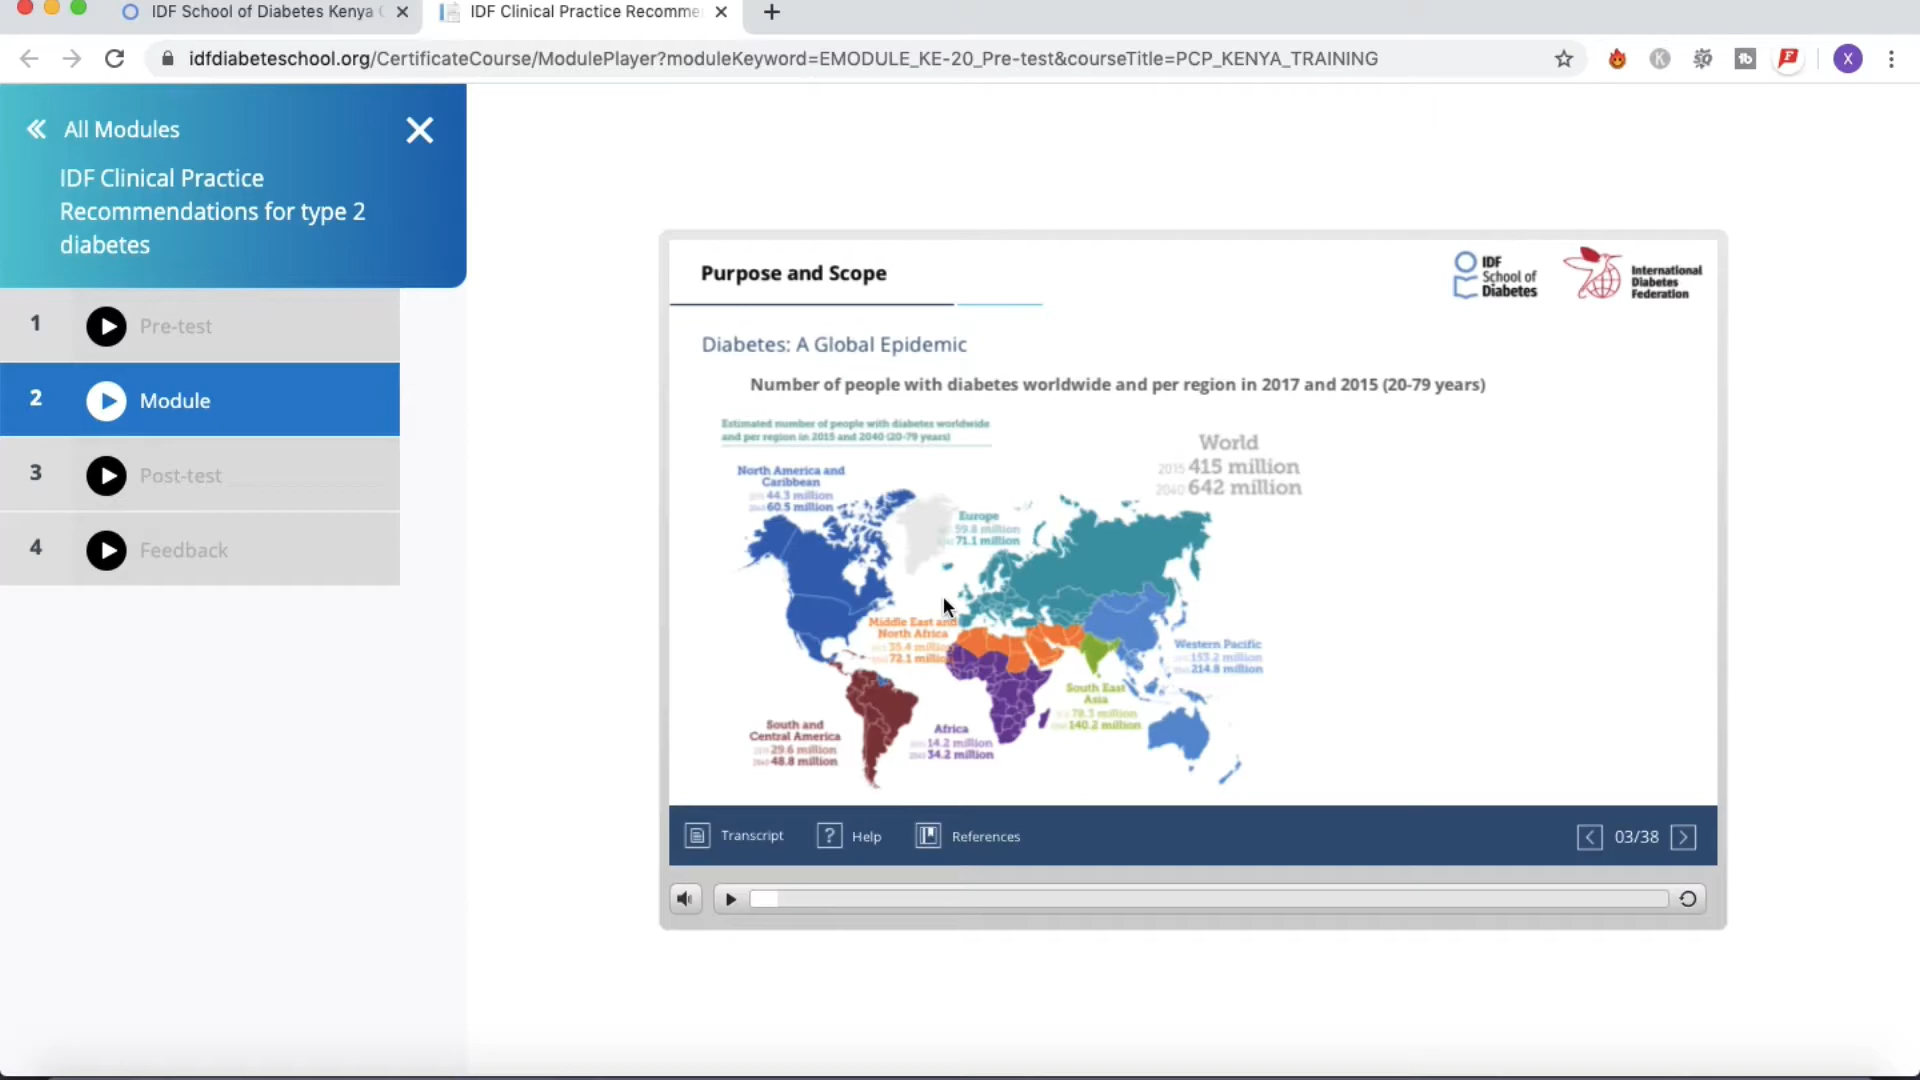 IDF School of Diabetes Kenya
IDF Clinical Practice Recomme
idfdiabeteschool.org/CertificateCourse/ModulePlayer?moduleKeyword=EMODULE_KE-20_Pre-test&courseTitle=PCP_KENYA_TRAINING
X
All Modules
IDF Clinical Practice
Recommendations for type 2
diabetes
1 Pre-test
2 Module
3 Post-test
4 Feedback
Purpose and Scope
IDF
School of
Diabetes
International
Diabetes
Federation
Diabetes: A Global Epidemic
Number of people with diabetes worldwide and per region in 2017 and 2015 (20-79 years)
Estimated number of people with diabetes worldwide
and per region in 2015 and 2040 (20-79 years)
World
2015 415 million
2040 642 million
North America and
Caribbean
44.3 million
60.5 million
Europe
59.8 million
71.1 million
Middle East and
North Africa
35.4 million
72.1 million
Western Pacific
153.2 million
214.8 million
South East
Asia
78.3 million
140.2 million
South and
Central America
29.6 million
48.8 million
Africa
14.2 million
34.2 million
Transcript
? Help
References
03/38